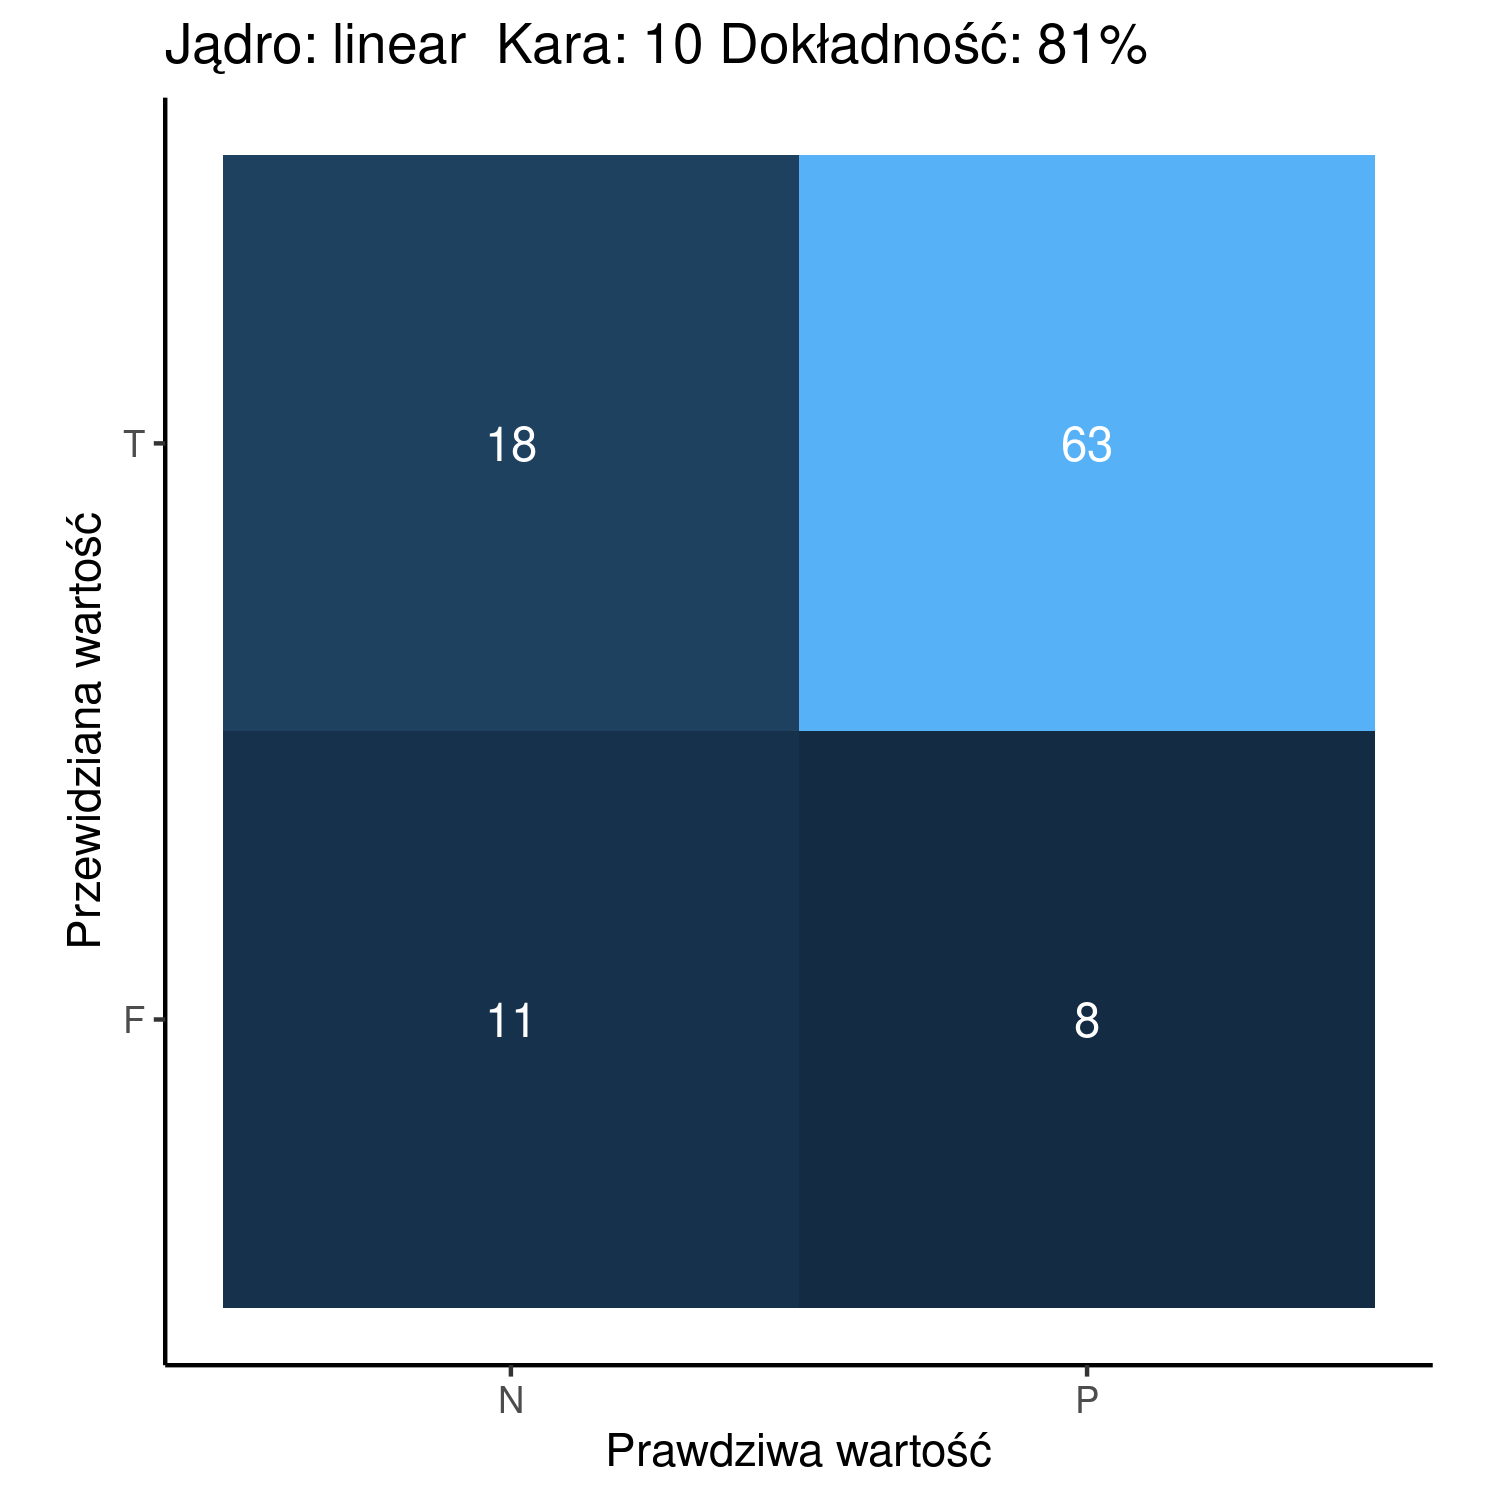 Jądro: linear  Kara: 10 Dokładność: 81%
Przewidziana wartość
T
18
63
F
11
8
N
P
Prawdziwa wartość